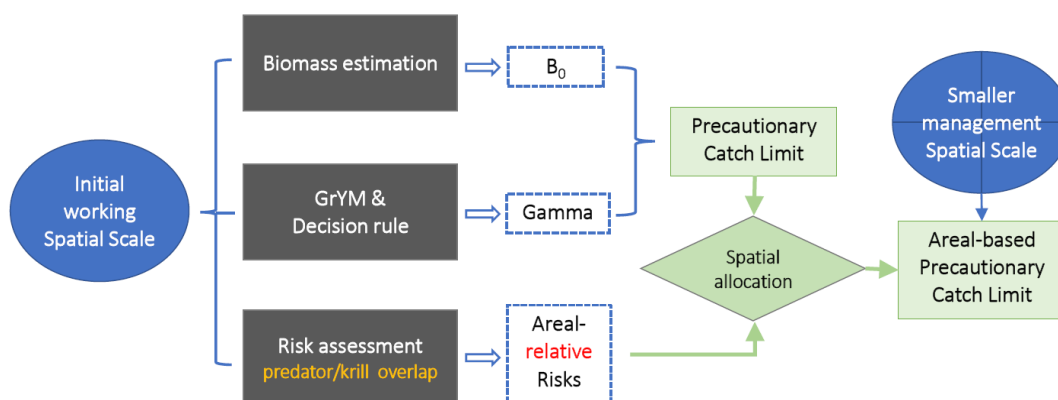 Initial
working
Spatial Scale
Biomass estimation
B₀
GrYM &
Decision rule
Gamma
Risk assessment
predator/krill overlap
Areal-
relative
Risks
Precautionary
Catch Limit
Spatial
allocation
Smaller
management
Spatial Scale
Areal-based
Precautionary
Catch Limit